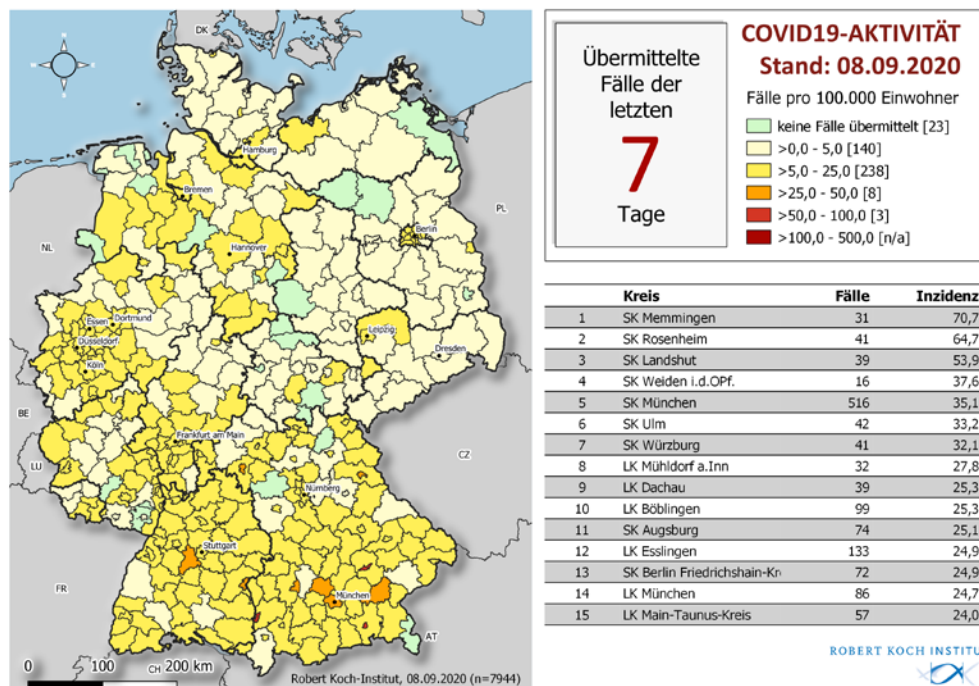 DK
Hamburg
Bremen
PL
Berlin
NL
Hannover
Essen
Dortmund
Düsseldorf
Leipzig
Köln
Dresden
BE
Frankfurt am Main
LU
CZ
Nürnberg
Stuttgart
FR
München
AT
CH
0 100 200 km
Robert Koch-Institut, 08.09.2020 (n=7944)
Übermittelte
Fälle der
letzten
7
Tage
COVID19-AKTIVITÄT
Stand: 08.09.2020
Fälle pro 100.000 Einwohner
keine Fälle übermittelt [23]
>0,0 - 5,0 [140]
>5,0 - 25,0 [238]
>25,0 - 50,0 [8]
>50,0 - 100,0 [3]
>100,0 - 500,0 [n/a]
Kreis Fälle Inzidenz
1 SK Memmingen 31 70,7
2 SK Rosenheim 41 64,7
3 SK Landshut 39 53,9
4 SK Weiden i.d.OPf. 16 37,6
5 SK München 516 35,1
6 SK Ulm 42 33,2
7 SK Würzburg 41 32,1
8 LK Mühldorf a.Inn 32 27,8
9 LK Dachau 39 25,3
10 LK Böblingen 99 25,3
11 SK Augsburg 74 25,1
12 LK Esslingen 133 24,9
13 SK Berlin Friedrichshain-Kr 72 24,9
14 LK München 86 24,7
15 LK Main-Taunus-Kreis 57 24,0
ROBERT KOCH INSTITU